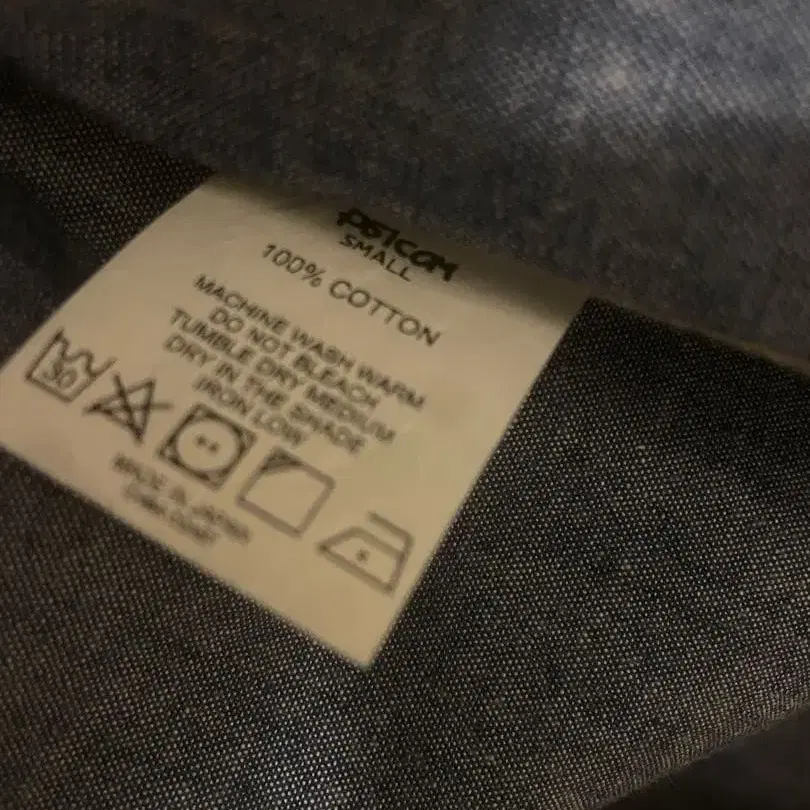 SMALL
100% COTTON
MACHINE WASH WARM
DO NOT BLEACH
TUMBLE DRY MEDIUM
DRY IN THE SHADE
IRON LOW
30
MADE IN JAPAN